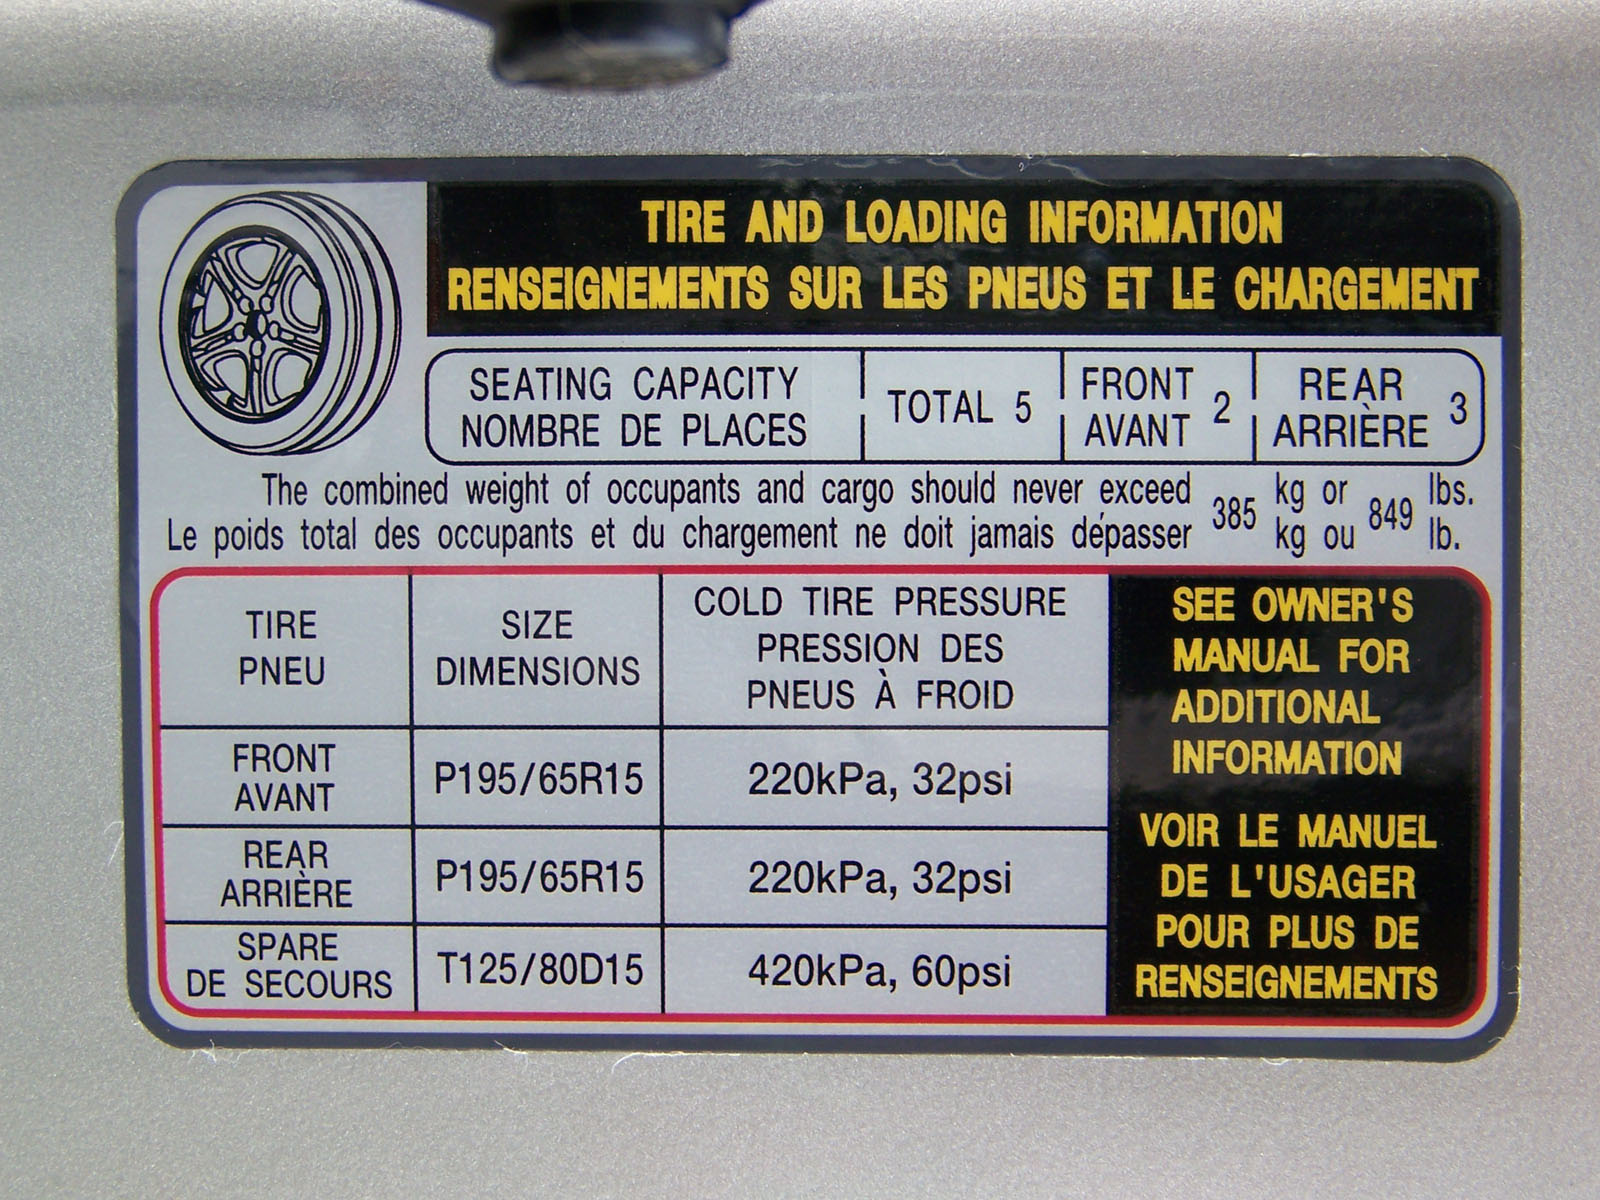 TIRE AND LOADING INFORMATION
RENSEIGNEMENTS SUR LES PNEUS ET LE CHARGEMENT
SEATING CAPACITY
NOMBRE DE PLACES
TOTAL 5
FRONT
AVANT
2
REAR
ARRIÈRE
3
The combined weight of occupants and cargo should never exceed 385 kg or 849 lbs.
Le poids total des occupants et du chargement ne doit jamais dépasser kg ou lb.
TIRE
PNEU
SIZE
DIMENSIONS
COLD TIRE PRESSURE
PRESSION DES
PNEUS À FROID
FRONT
AVANT
P195/65R15
220kPa, 32psi
REAR
ARRIÈRE
P195/65R15
220kPa, 32psi
SPARE
DE SECOURS
T125/80D15
420kPa, 60psi
SEE OWNER'S
MANUAL FOR
ADDITIONAL
INFORMATION
VOIR LE MANUEL
DE L'USAGER
POUR PLUS DE
RENSEIGNEMENTS